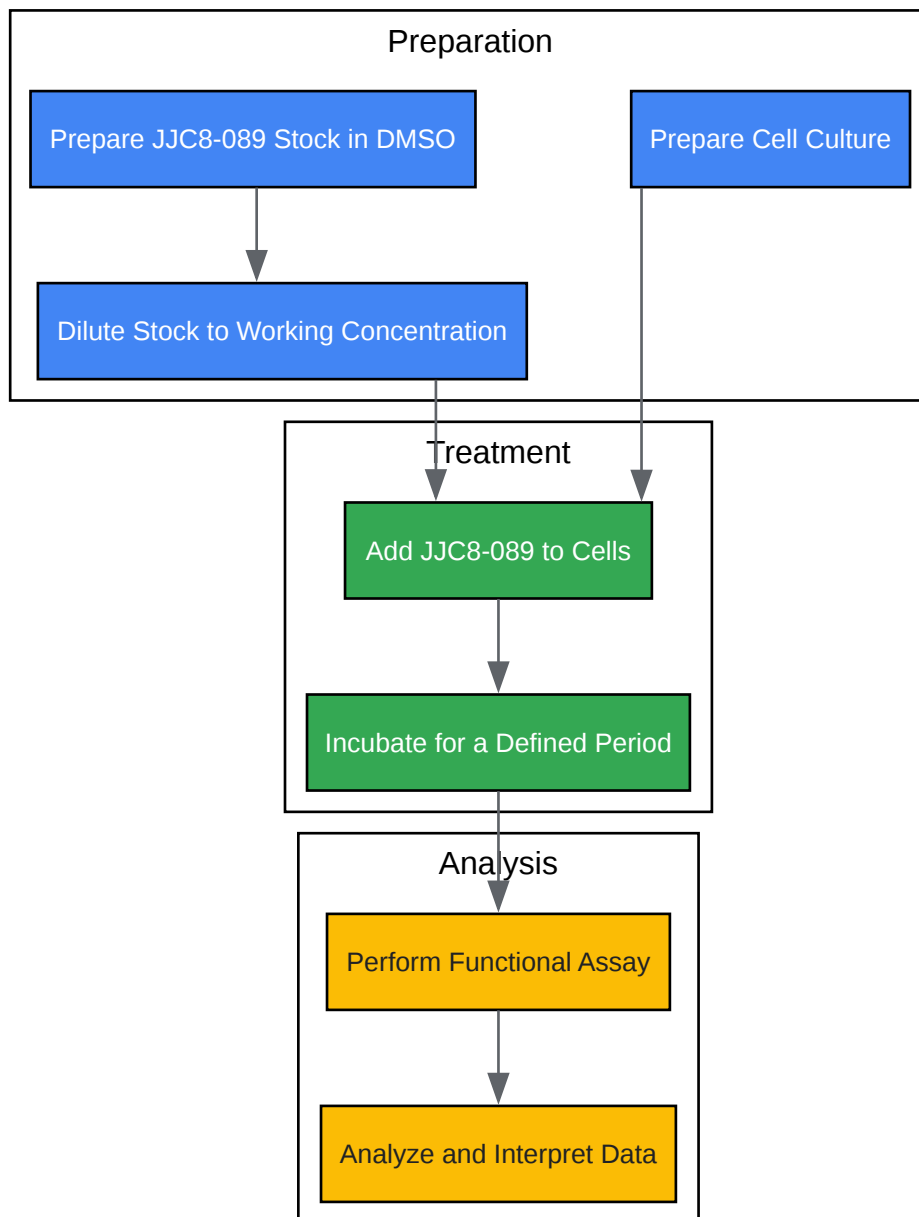 Preparation
Prepare JJC8-089 Stock in DMSO
Prepare Cell Culture
Dilute Stock to Working Concentration
Treatment
Add JJC8-089 to Cells
Incubate for a Defined Period
Analysis
Perform Functional Assay
Analyze and Interpret Data